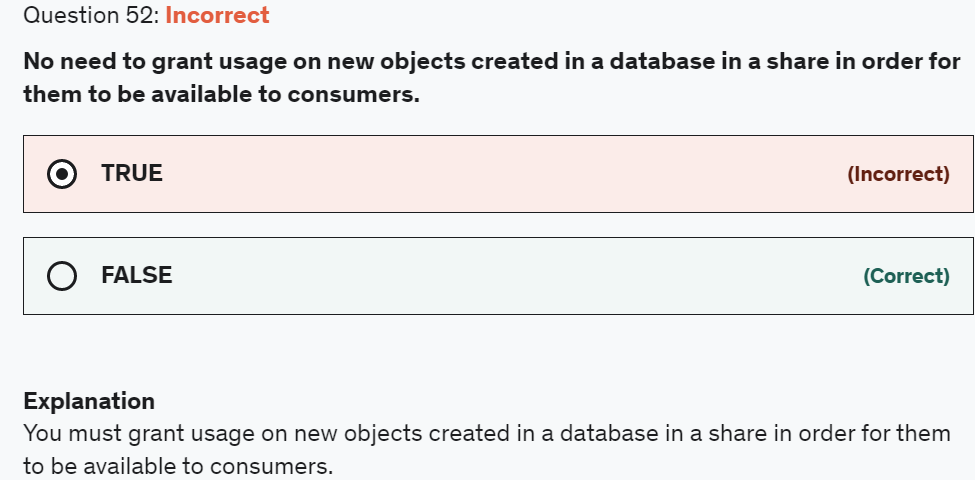 Question 52: Incorrect
No need to grant usage on new objects created in a database in a share in order for
them to be available to consumers.
TRUE (Incorrect)
FALSE (Correct)
Explanation
You must grant usage on new objects created in a database in a share in order for them
to be available to consumers.